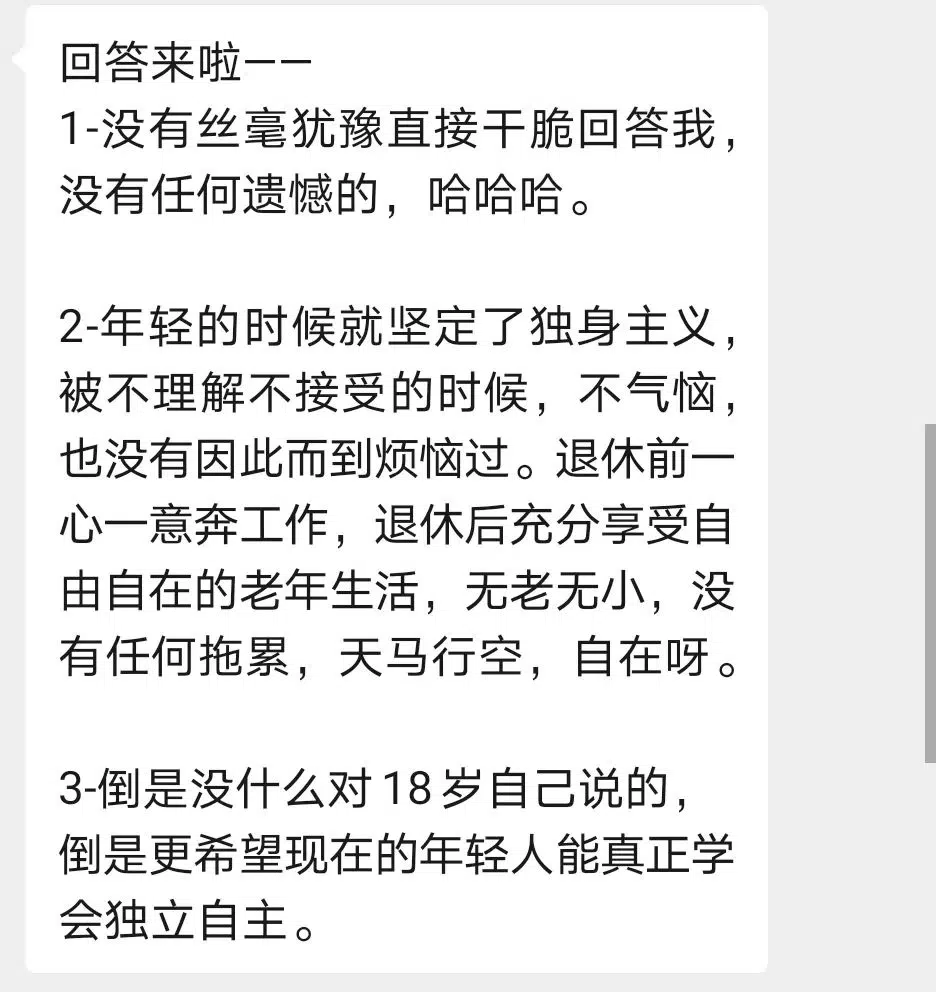 回答来啦——
1-没有丝毫犹豫直接干脆回答我，
没有任何遗憾的，哈哈哈。
2-年轻的时候就坚定了独身主义，
被不理解不接受的时候，不气恼，
也没有因此而到烦恼过。退休前一
心一意奔工作，退休后充分享受自
由自在的老年生活，无老无小，没
有任何拖累，天马行空，自在呀。
3-倒是没什么对18岁自己说的，
倒是更希望现在的年轻人能真正学
会独立自主。